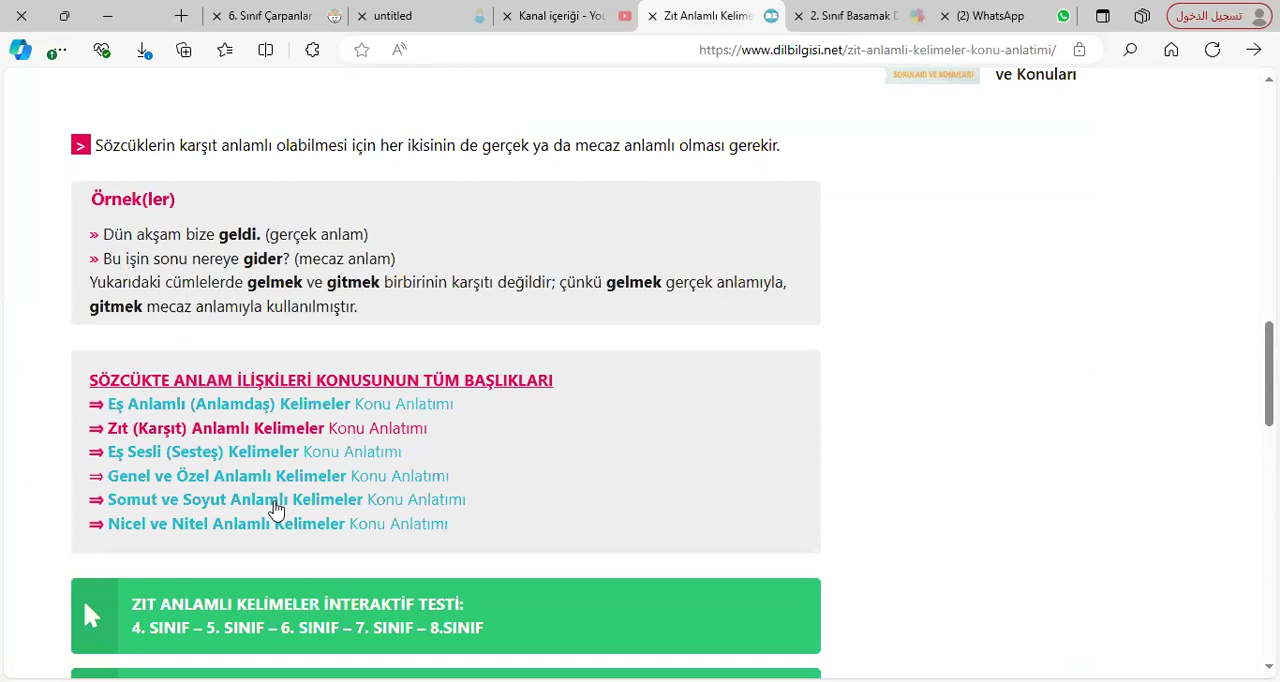 6. Sınıf Çarpanlar
untitled
Kanal içeriği - You
Zıt Anlamlı Kelime
2. Sınıf Basamak D
(2) WhatsApp
تسجيل الدخول
https://www.dilbilgisi.net/zit-anlamli-kelimeler-konu-anlatimi/
SORULARI VE KONULARI
ve Konuları
> Sözcüklerin karşıt anlamlı olabilmesi için her ikisinin de gerçek ya da mecaz anlamlı olması gerekir.
Örnek(ler)
» Dün akşam bize geldi. (gerçek anlam)
» Bu işin sonu nereye gider? (mecaz anlam)
Yukarıdaki cümlelerde gelmek ve gitmek birbirinin karşıtı değildir; çünkü gelmek gerçek anlamıyla,
gitmek mecaz anlamıyla kullanılmıştır.
SÖZCÜKTE ANLAM İLİŞKİLERİ KONUSUNUN TÜM BAŞLIKLARI
⇒ Eş Anlamlı (Anlamdaş) Kelimeler Konu Anlatımı
⇒ Zıt (Karşıt) Anlamlı Kelimeler Konu Anlatımı
⇒ Eş Sesli (Sesteş) Kelimeler Konu Anlatımı
⇒ Genel ve Özel Anlamlı Kelimeler Konu Anlatımı
⇒ Somut ve Soyut Anlamlı Kelimeler Konu Anlatımı
⇒ Nicel ve Nitel Anlamlı Kelimeler Konu Anlatımı
ZIT ANLAMLI KELİMELER İNTERAKTİF TESTİ:
4. SINIF – 5. SINIF – 6. SINIF – 7. SINIF – 8.SINIF